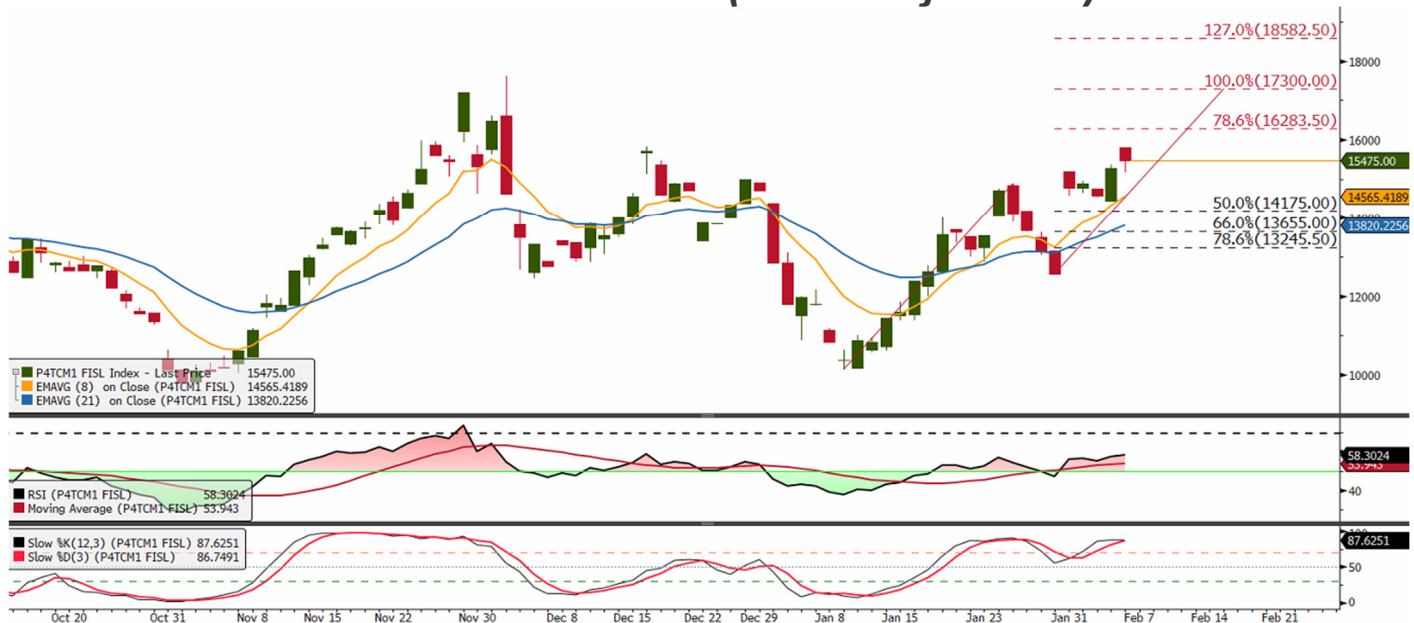 127.0%(18582.50)
18000
100.0%(17300.00)
78.6%(16283.50)
16000
15475.00
14565.4189
50.0%(14175.00)
66.0%(13655.00)
13820.2256
78.6%(13245.50)
12000
10000
P4TCM1 FISL Index - Last Price 15475.00
EMAVG (8) on Close (P4TCM1 FISL) 14565.4189
EMAVG (21) on Close (P4TCM1 FISL) 13820.2256
58.3024
53.943
40
RSI (P4TCM1 FISL) 58.3024
Moving Average (P4TCM1 FISL) 53.943
87.6251
50
0
Slow %K(12,3) (P4TCM1 FISL) 87.6251
Slow %D(3) (P4TCM1 FISL) 86.7491
Oct 20 Oct 31 Nov 8 Nov 15 Nov 22 Nov 30 Dec 8 Dec 15 Dec 22 Dec 29 Jan 8 Jan 15 Jan 23 Jan 31 Feb 7 Feb 14 Feb 21